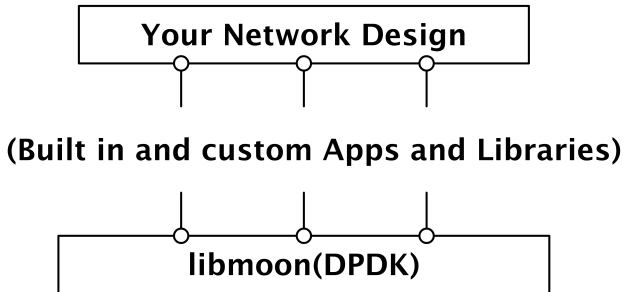 Your Network Design
(Built in and custom Apps and Libraries)
libmoon(DPDK)